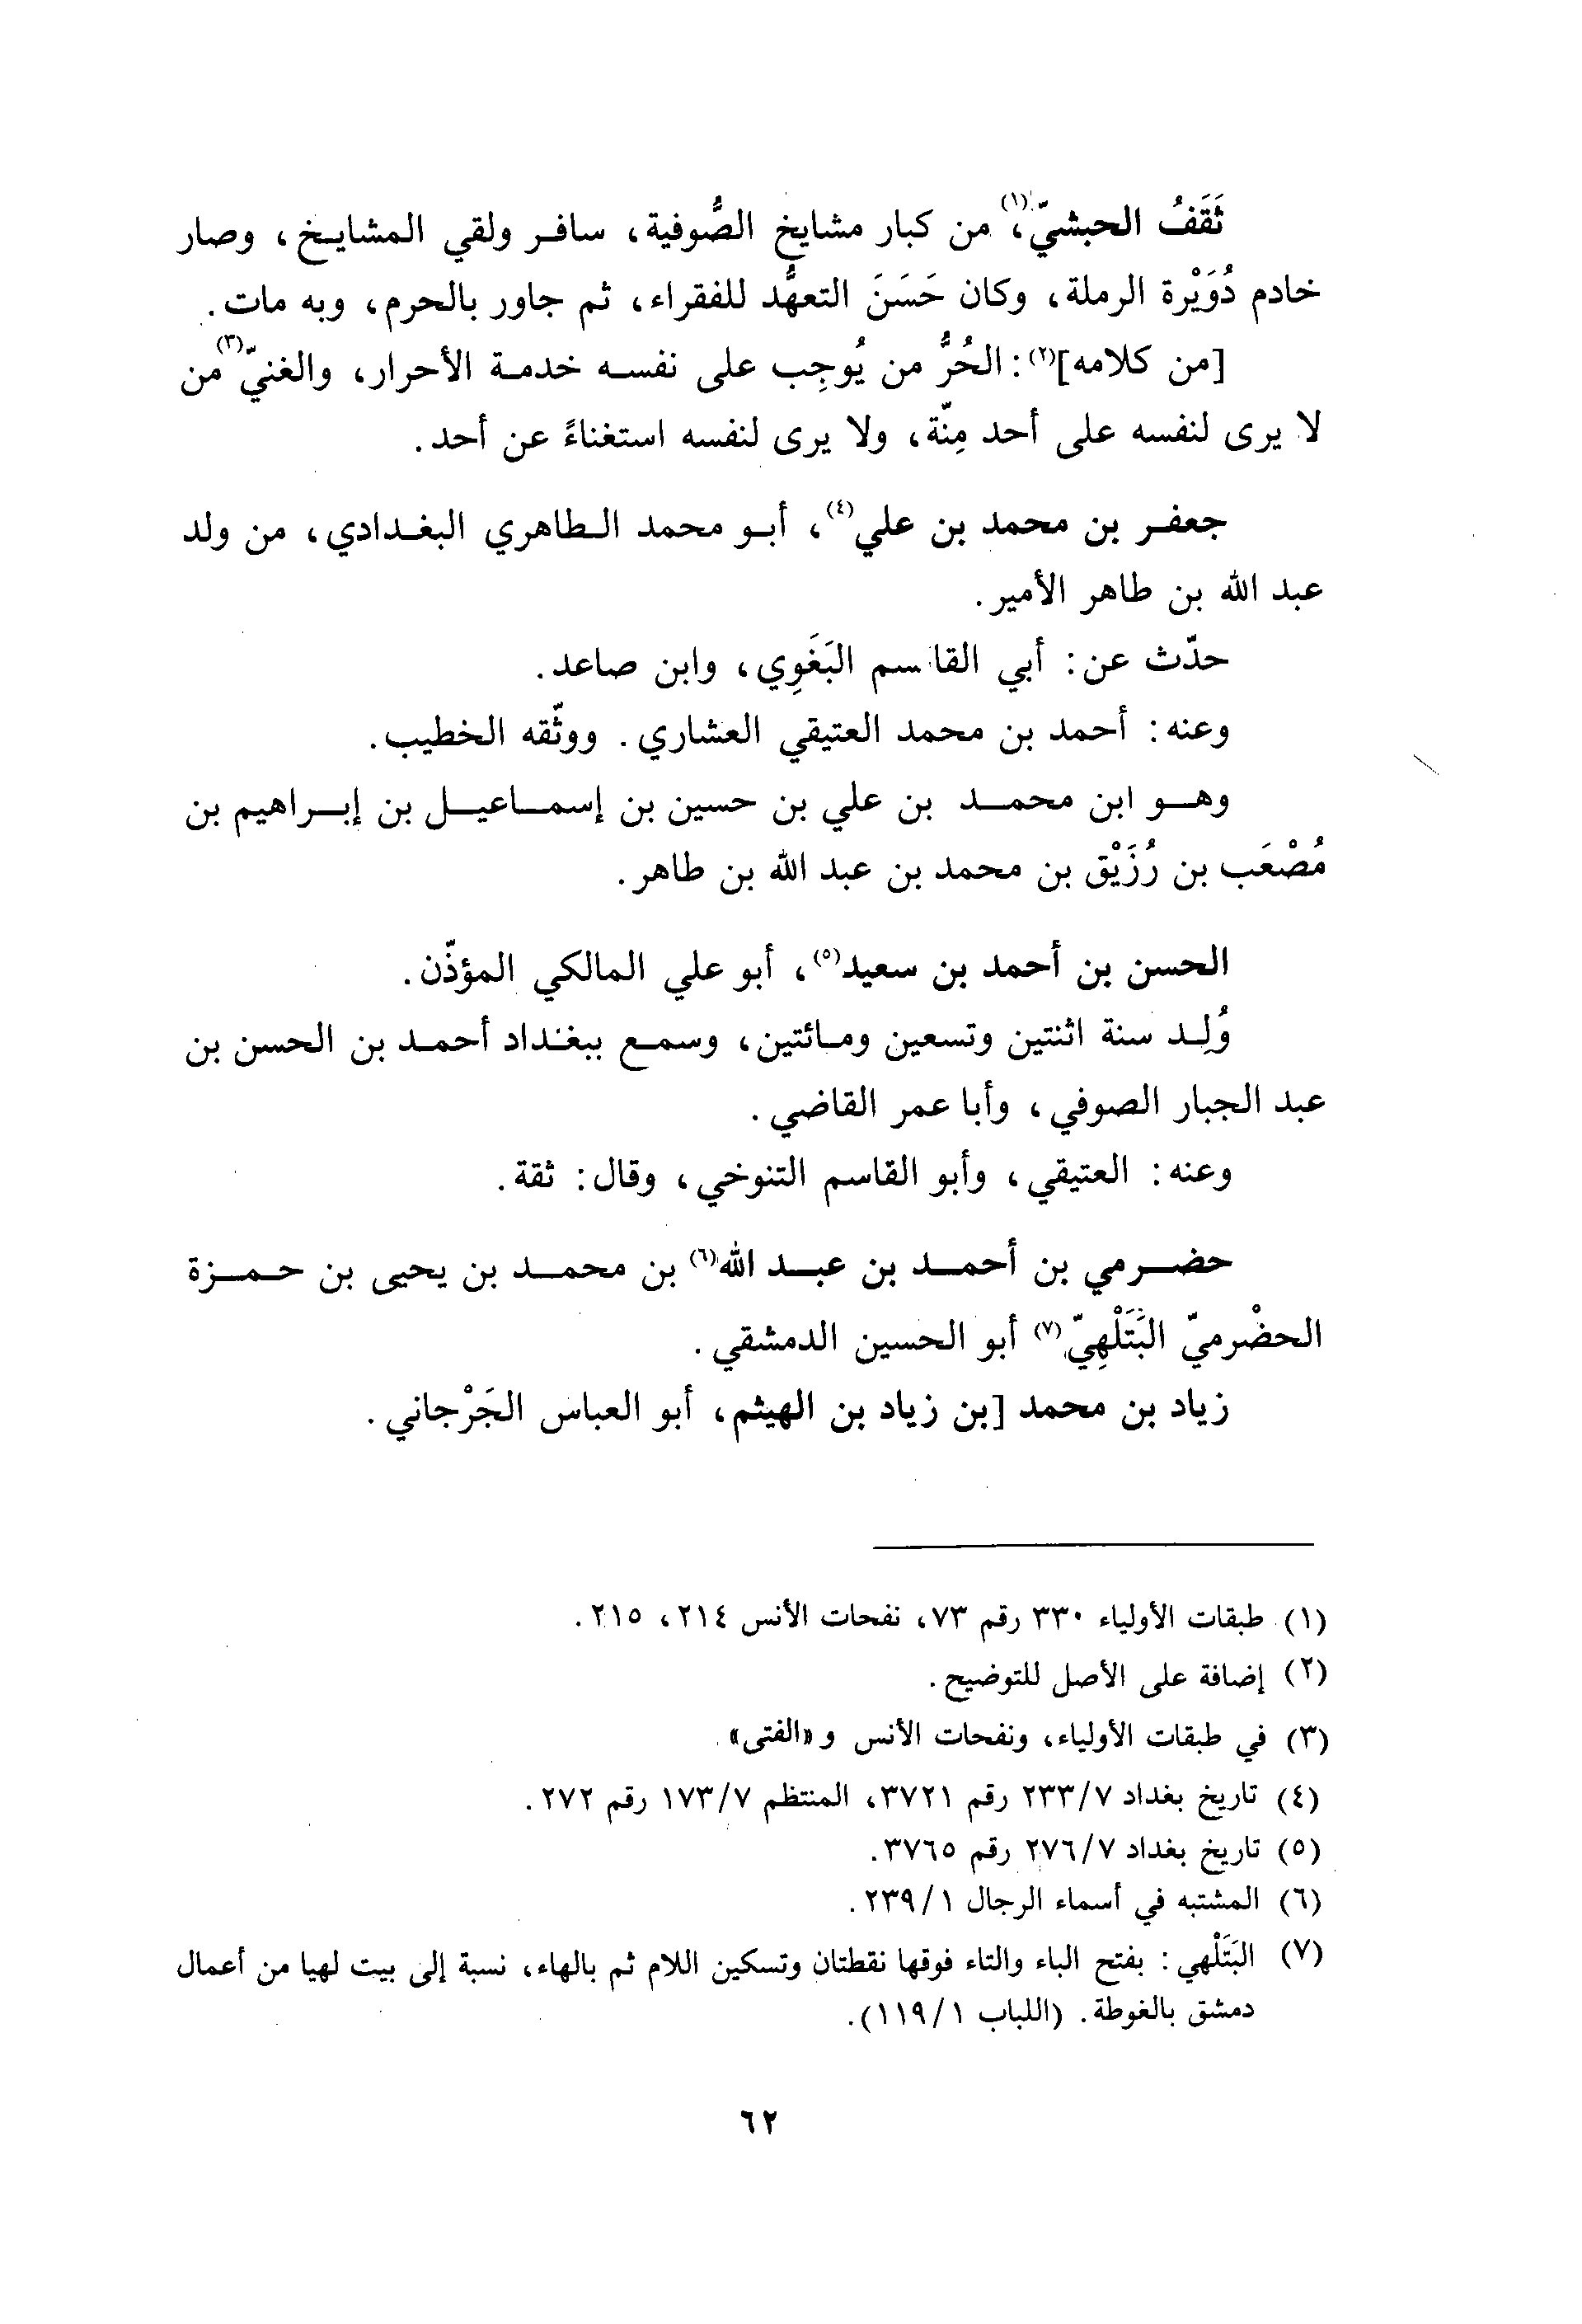 ثَقَفُ الحبشيّ(١)، من كبار مشايخ الصُّوفية، سافر ولقي المشايخ، وصار
خادم دُوَيْرة الرملة، وكان حَسَنَ التعهُّد للفقراء، ثم جاور بالحرم، وبه مات.
[من كلامه](٢): الحُرُّ من يُوجِب على نفسه خدمة الأحرار، والغنيّ(٣) من
لا يرى لنفسه على أحد مِنّة، ولا يرى لنفسه استغناءً عن أحد.
جعفر بن محمد بن علي(٤)، أبو محمد الطاهري البغدادي، من ولد
عبد الله بن طاهر الأمير.
حدّث عن: أبي القاسم البَغَوِي، وابن صاعد.
وعنه: أحمد بن محمد العتيقي العشاري. ووثّقه الخطيب.
وهو ابن محمد بن علي بن حسين بن إسماعيل بن إبراهيم بن
مُصْعَب بن رُزَيْق بن محمد بن عبد الله بن طاهر.
الحسن بن أحمد بن سعيد(٥)، أبو علي المالكي المؤذّن.
وُلِد سنة اثنتين وتسعين ومائتين، وسمع ببغداد أحمد بن الحسن بن
عبد الجبار الصوفي، وأبا عمر القاضي.
وعنه: العتيقي، وأبو القاسم التنوخي، وقال: ثقة.
حضرمي بن أحمد بن عبد الله(٦) بن محمد بن يحيى بن حمزة
الحضْرميّ البَتَلْهِيّ(٧) أبو الحسين الدمشقي.
زياد بن محمد [بن زياد بن الهيثم، أبو العباس الجَرْجاني.
(١) طبقات الأولياء ٣٣٠ رقم ٧٣، نفحات الأنس ٢١٤، ٢١٥.
(٢) إضافة على الأصل للتوضيح.
(٣) في طبقات الأولياء، ونفحات الأنس و «الفتى».
(٤) تاريخ بغداد ٢٣٣/٧ رقم ٣٧٢١، المنتظم ١٧٣/٧ رقم ٢٧٢.
(٥) تاريخ بغداد ٢٧٦/٧ رقم ٣٧٦٥.
(٦) المشتبه في أسماء الرجال ٢٣٩/١.
(٧) البَتَلْهي: بفتح الباء والتاء فوقها نقطتان وتسكين اللام ثم بالهاء، نسبة إلى بيت لهيا من أعمال
دمشق بالغوطة. (اللباب ١١٩/١).
٦٢